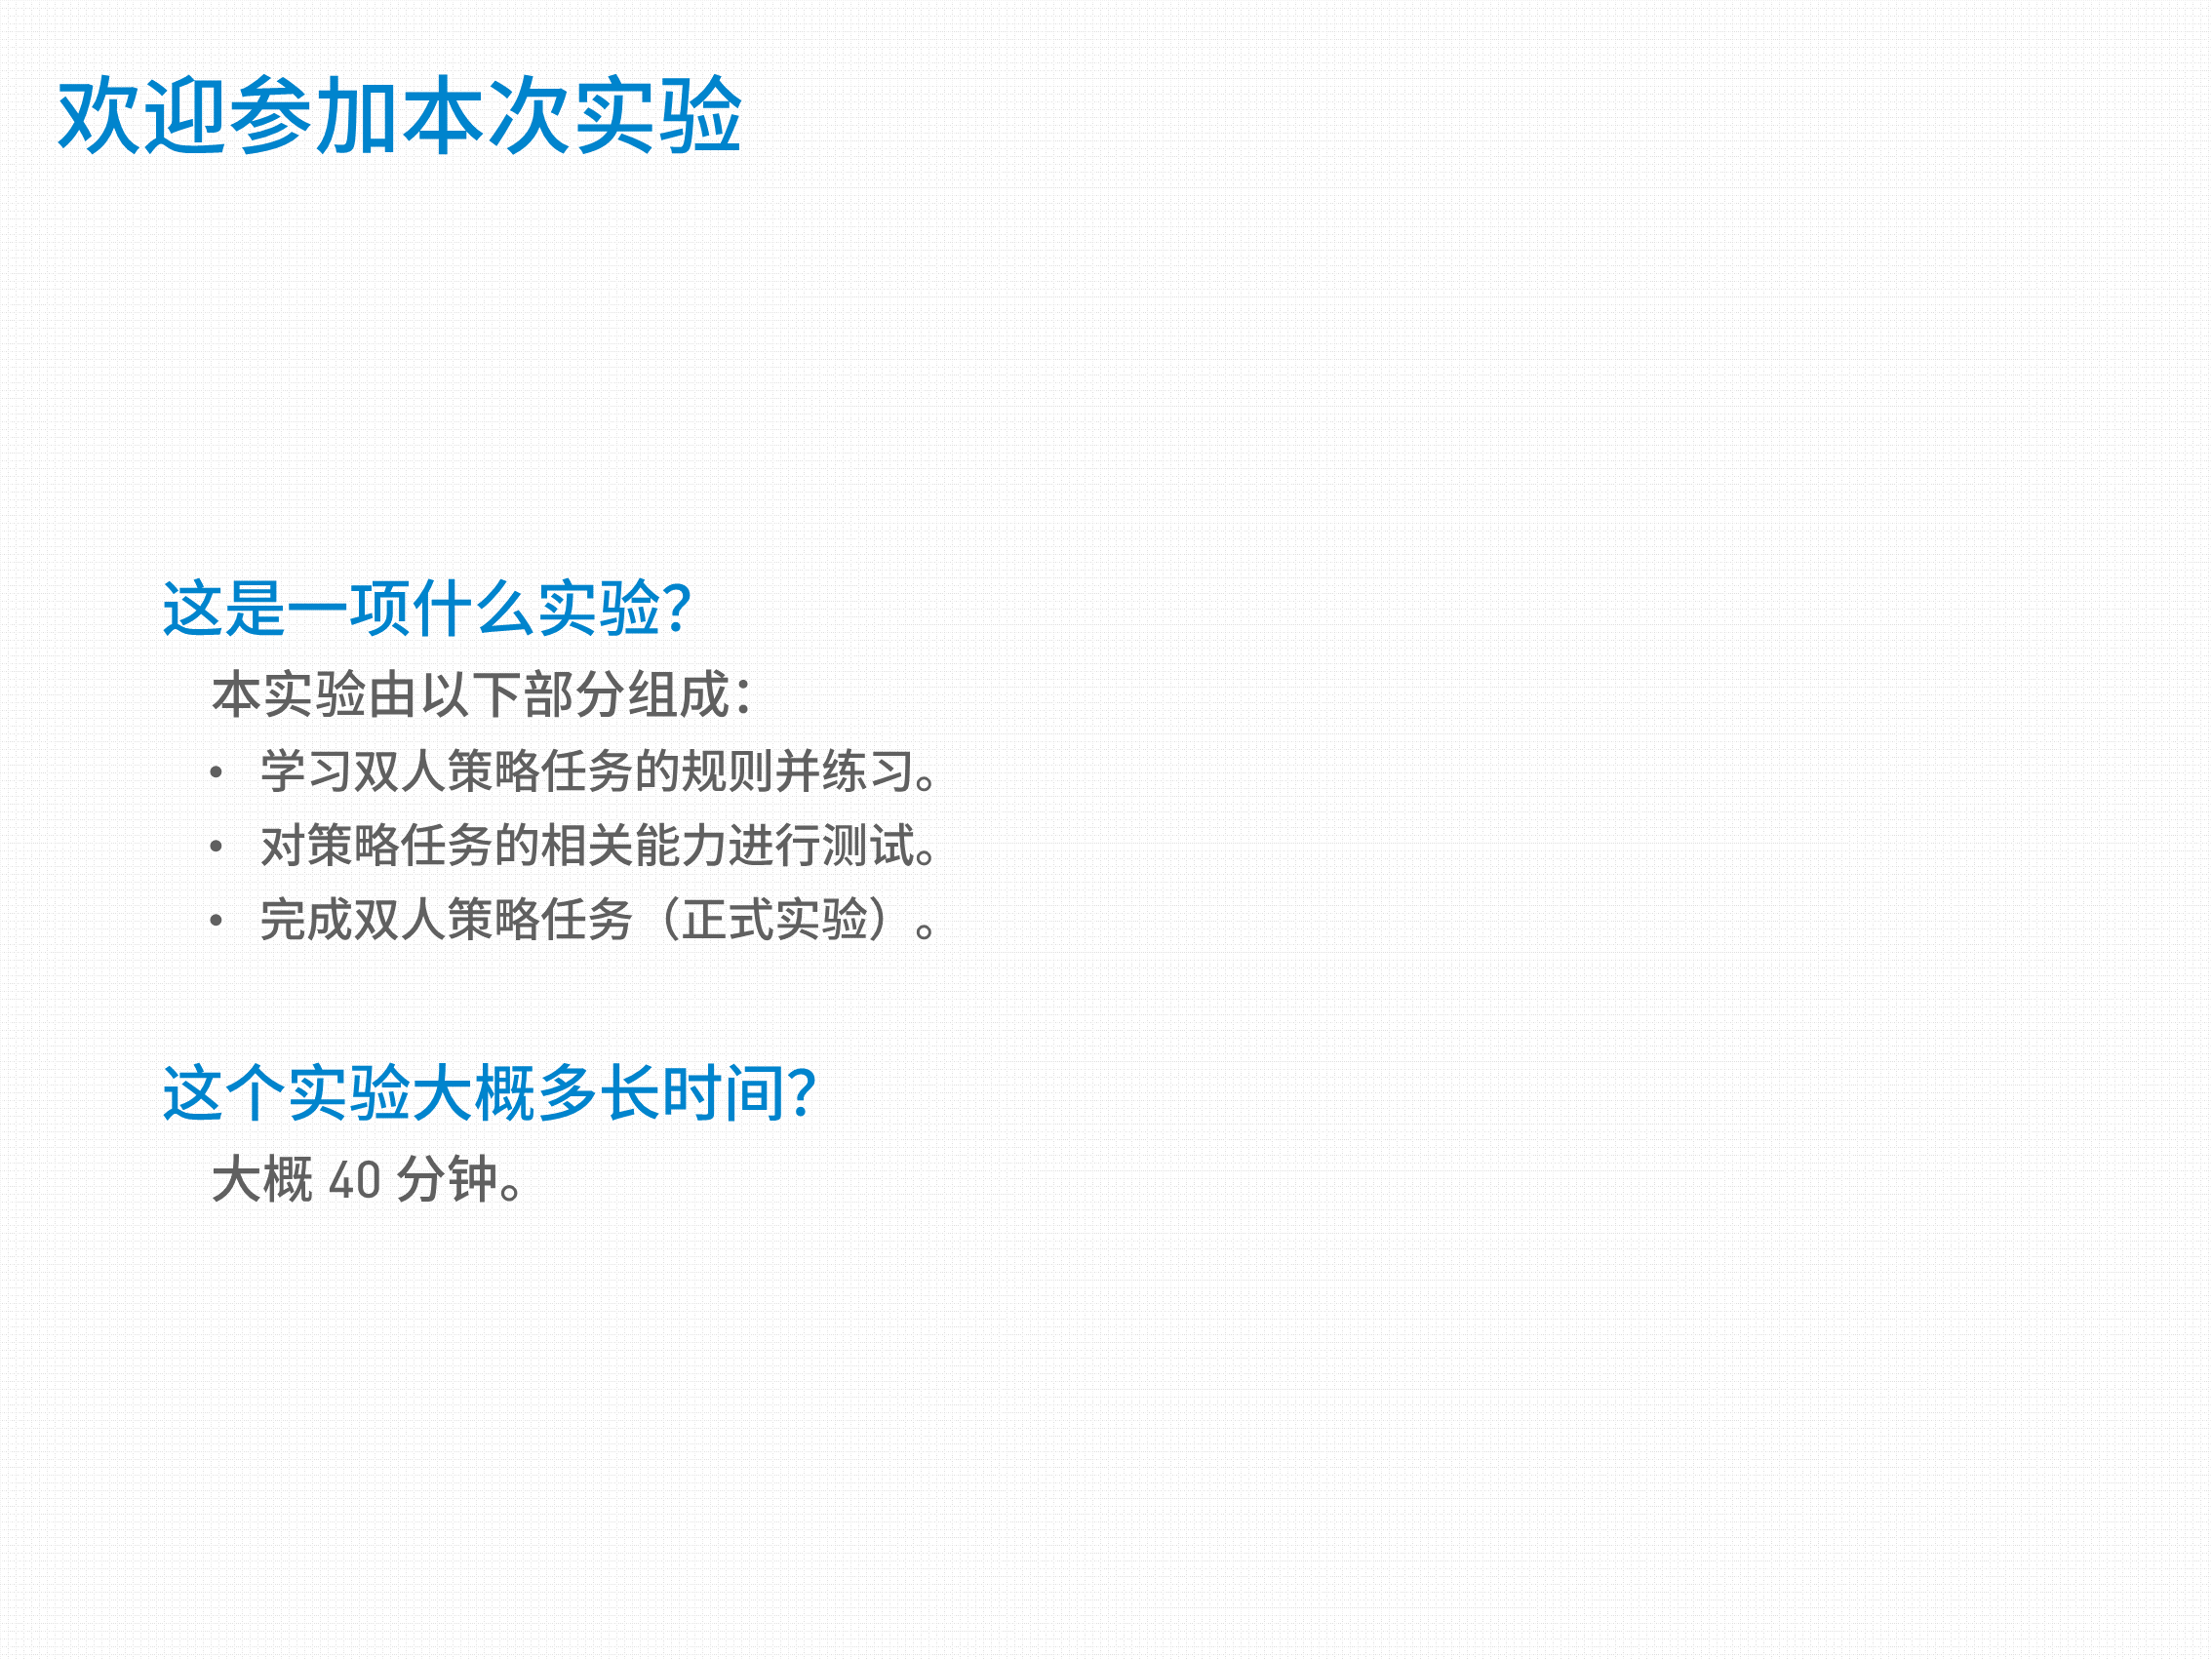 欢迎参加本次实验
这是一项什么实验？
本实验由以下部分组成：
• 学习双人策略任务的规则并练习。
• 对策略任务的相关能力进行测试。
• 完成双人策略任务（正式实验）。
这个实验大概多长时间？
大概 40 分钟。